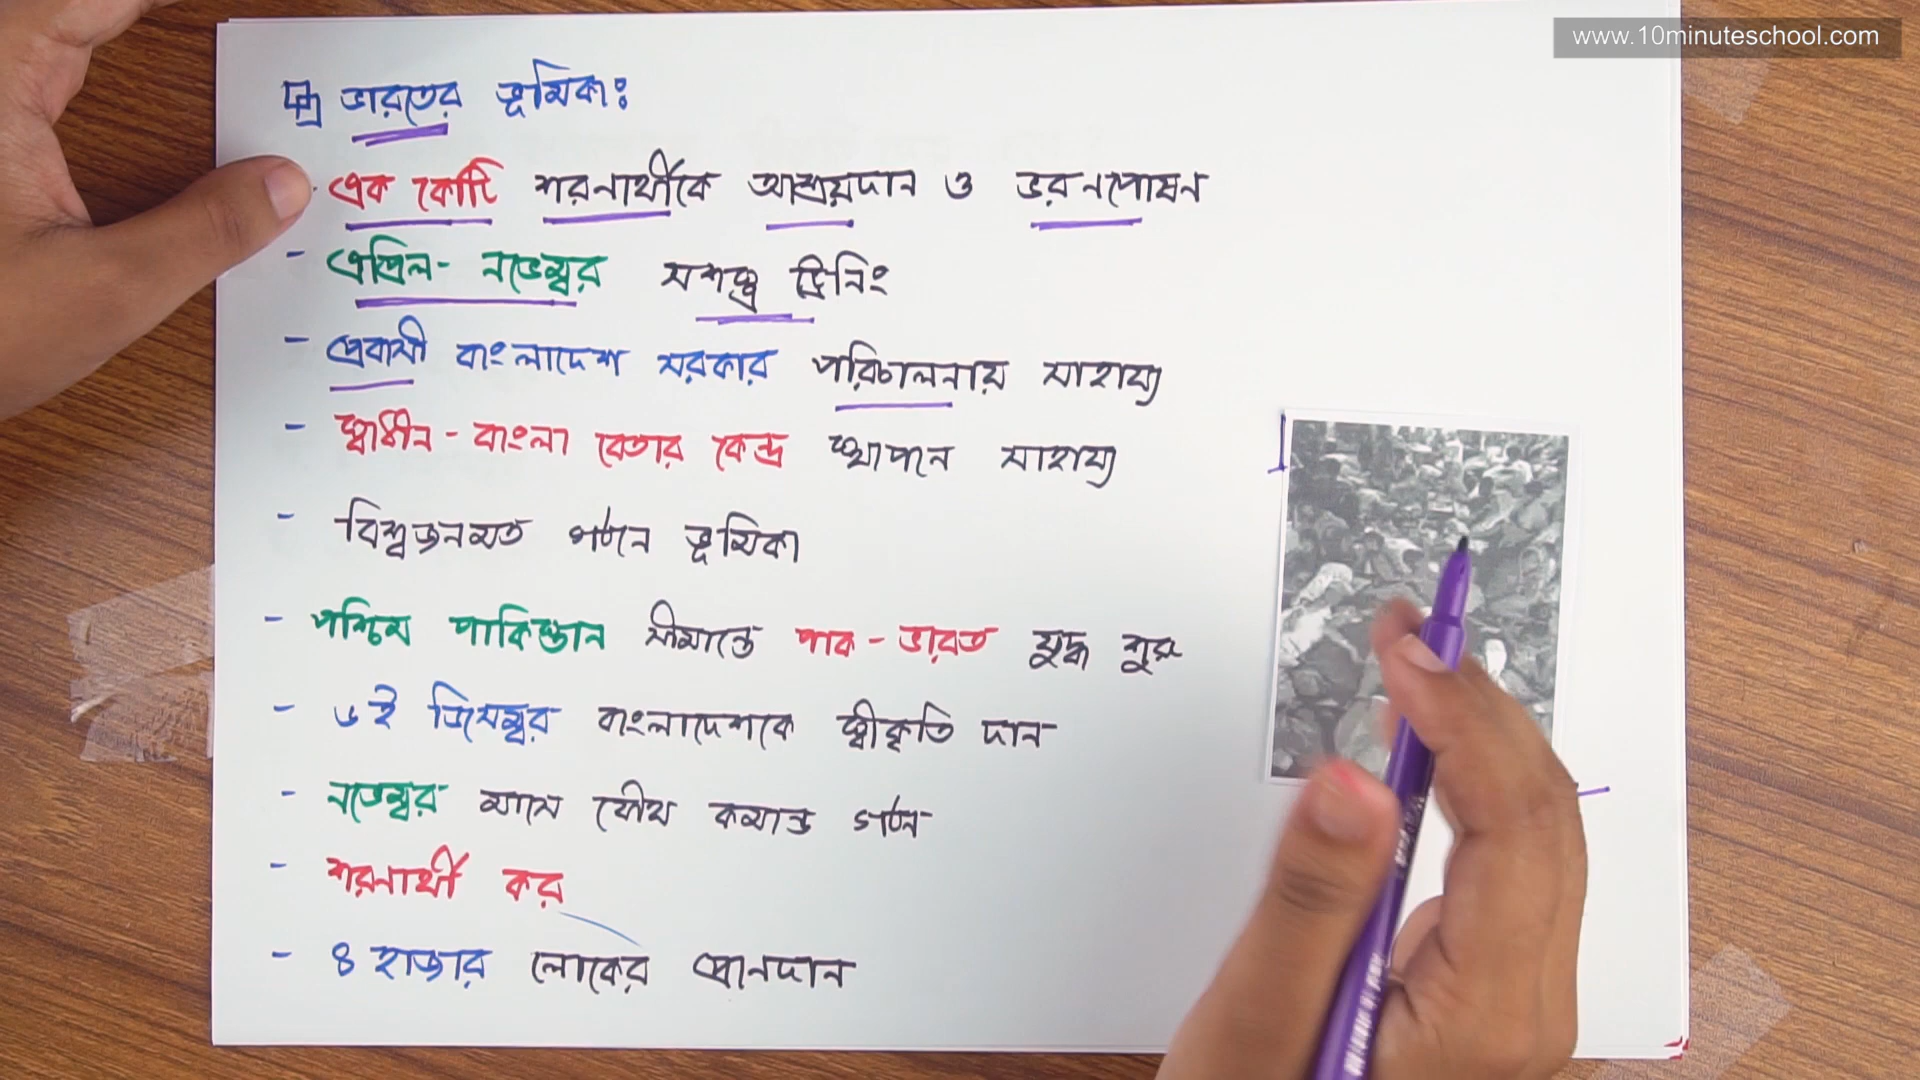 www.10minuteschool.com
ভারতের ভূমিকাঃ
এক কোটি শরনার্থীকে আশ্রয়দান ও ভরনপোষন
- এপ্রিল - নভেম্বর সশস্ত্র ট্রেনিং
- প্রবাসী বাংলাদেশ সরকার পরিচালনায় সাহায্য
- স্বাধীন - বাংলা বেতার কেন্দ্র স্থাপনে সাহায্য
- বিশ্বজনমত গঠনে ভূমিকা
- পশ্চিম পাকিস্তান সীমান্তে পাক - ভারত যুদ্ধ শুরু
- ৬ই ডিসেম্বর বাংলাদেশকে স্বীকৃতি দান
- নভেম্বর মাসে যৌথ কমান্ড গঠন
- শরনার্থী কর
- ৪ হাজার লোকের প্রানদান